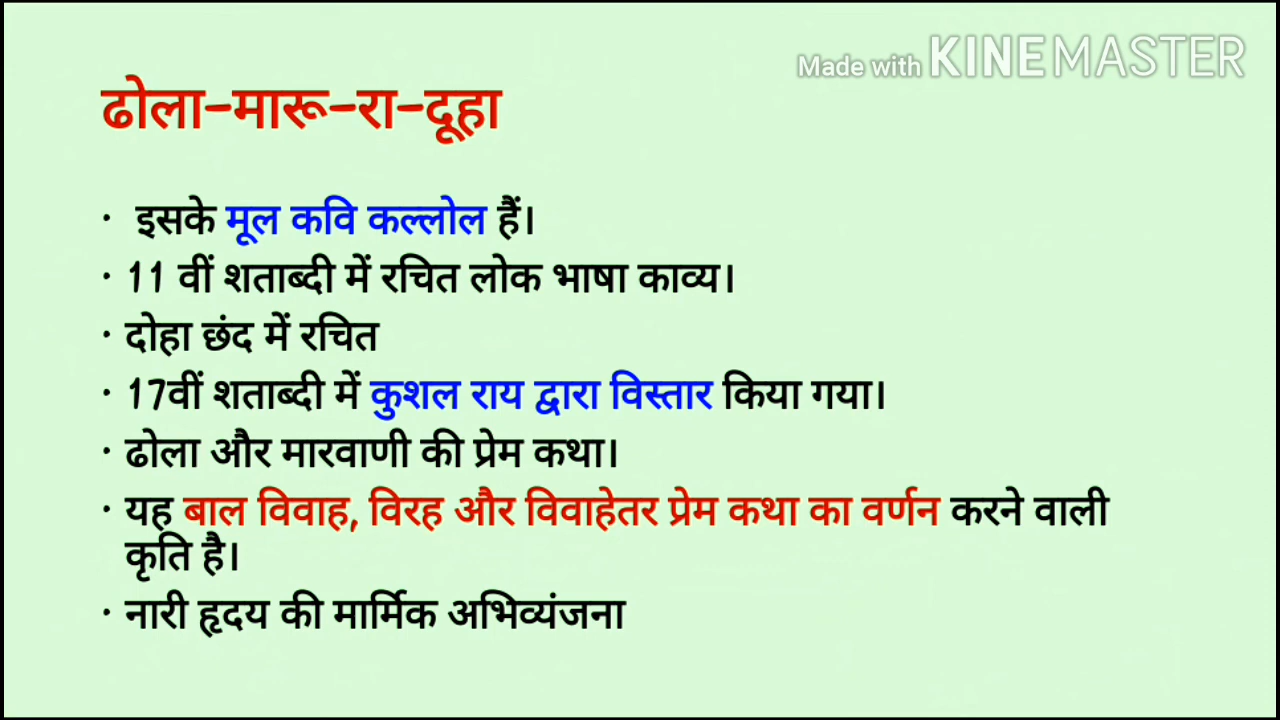 Made with KINEMASTER
ढोला-मारू-रा-दूहा
· इसके मूल कवि कल्लोल हैं।
· 11 वीं शताब्दी में रचित लोक भाषा काव्य।
· दोहा छंद में रचित
· 17वीं शताब्दी में कुशल राय द्वारा विस्तार किया गया।
· ढोला और मारवाणी की प्रेम कथा।
· यह बाल विवाह, विरह और विवाहेतर प्रेम कथा का वर्णन करने वाली
कृति है।
· नारी हृदय की मार्मिक अभिव्यंजना